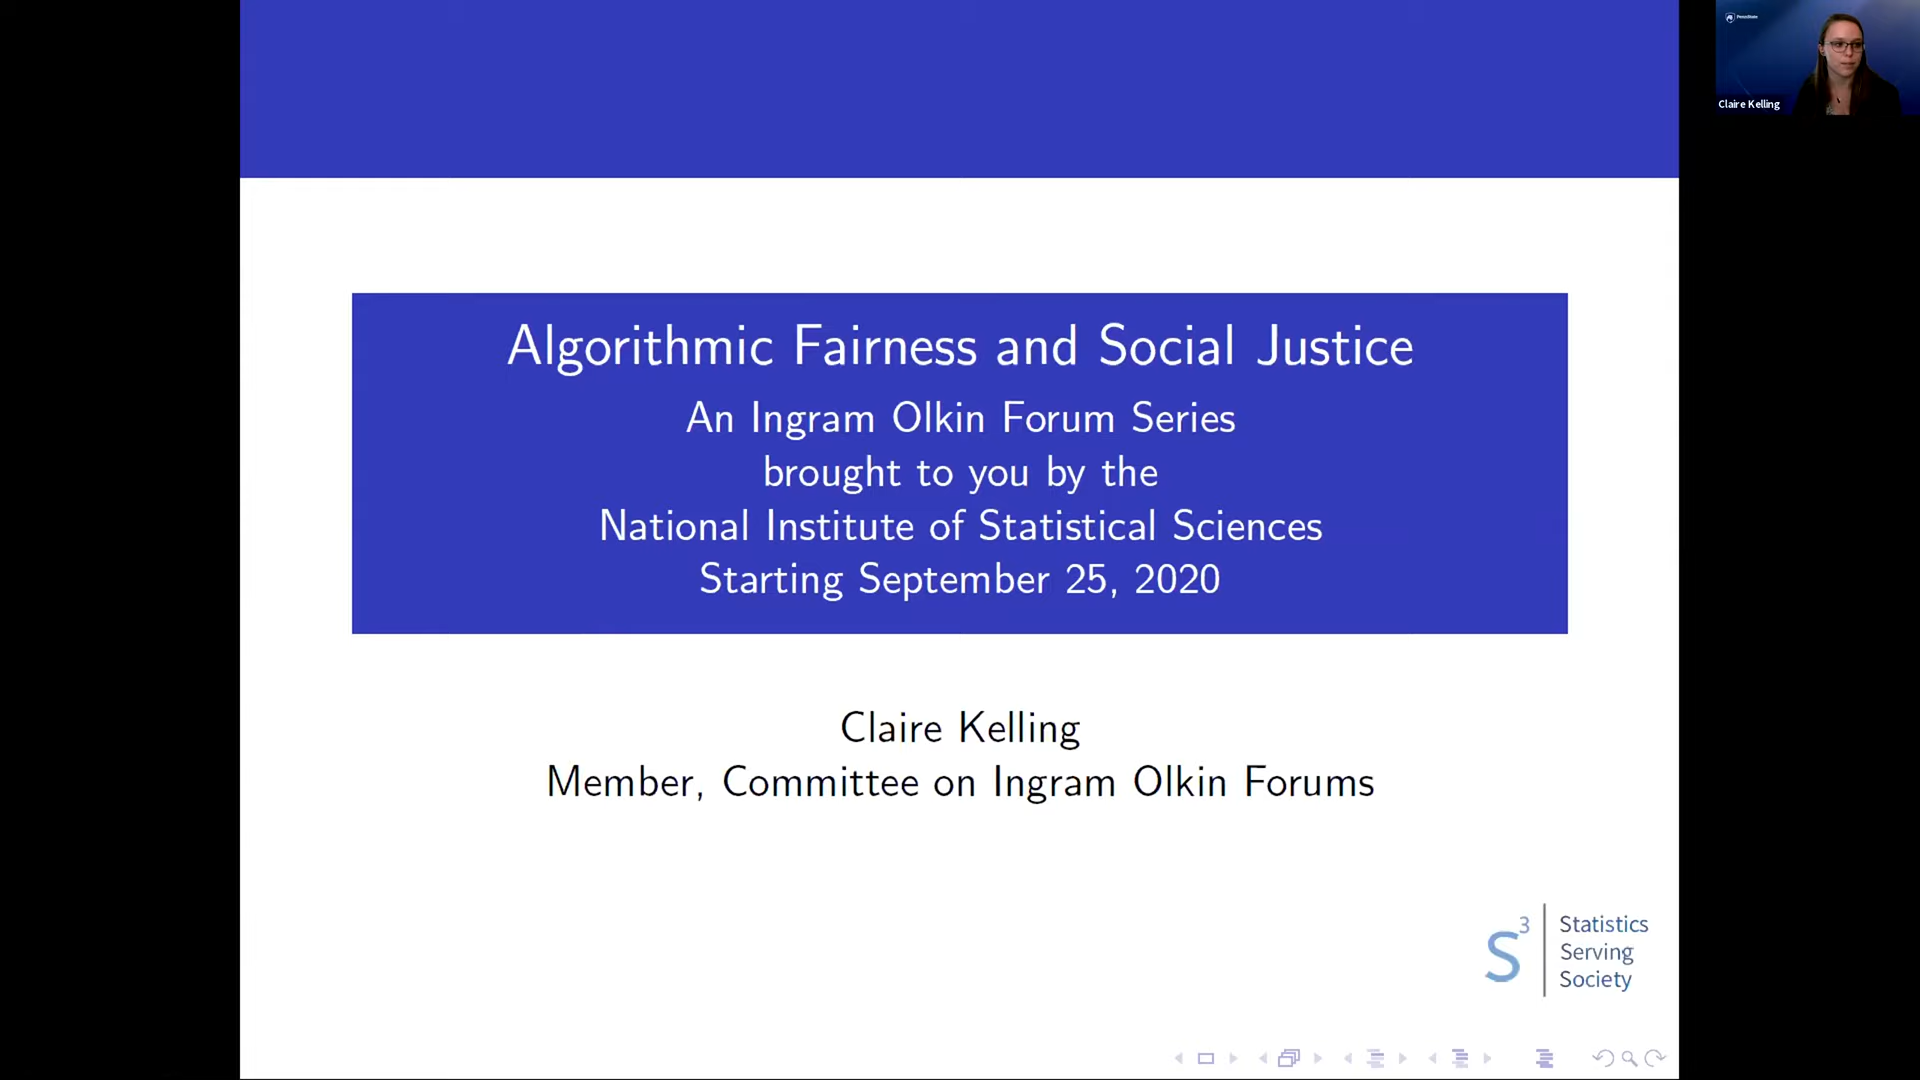 PennState
Claire Kelling
Algorithmic Fairness and Social Justice
An Ingram Olkin Forum Series
brought to you by the
National Institute of Statistical Sciences
Starting September 25, 2020
Claire Kelling
Member, Committee on Ingram Olkin Forums
S3
Statistics
Serving
Society